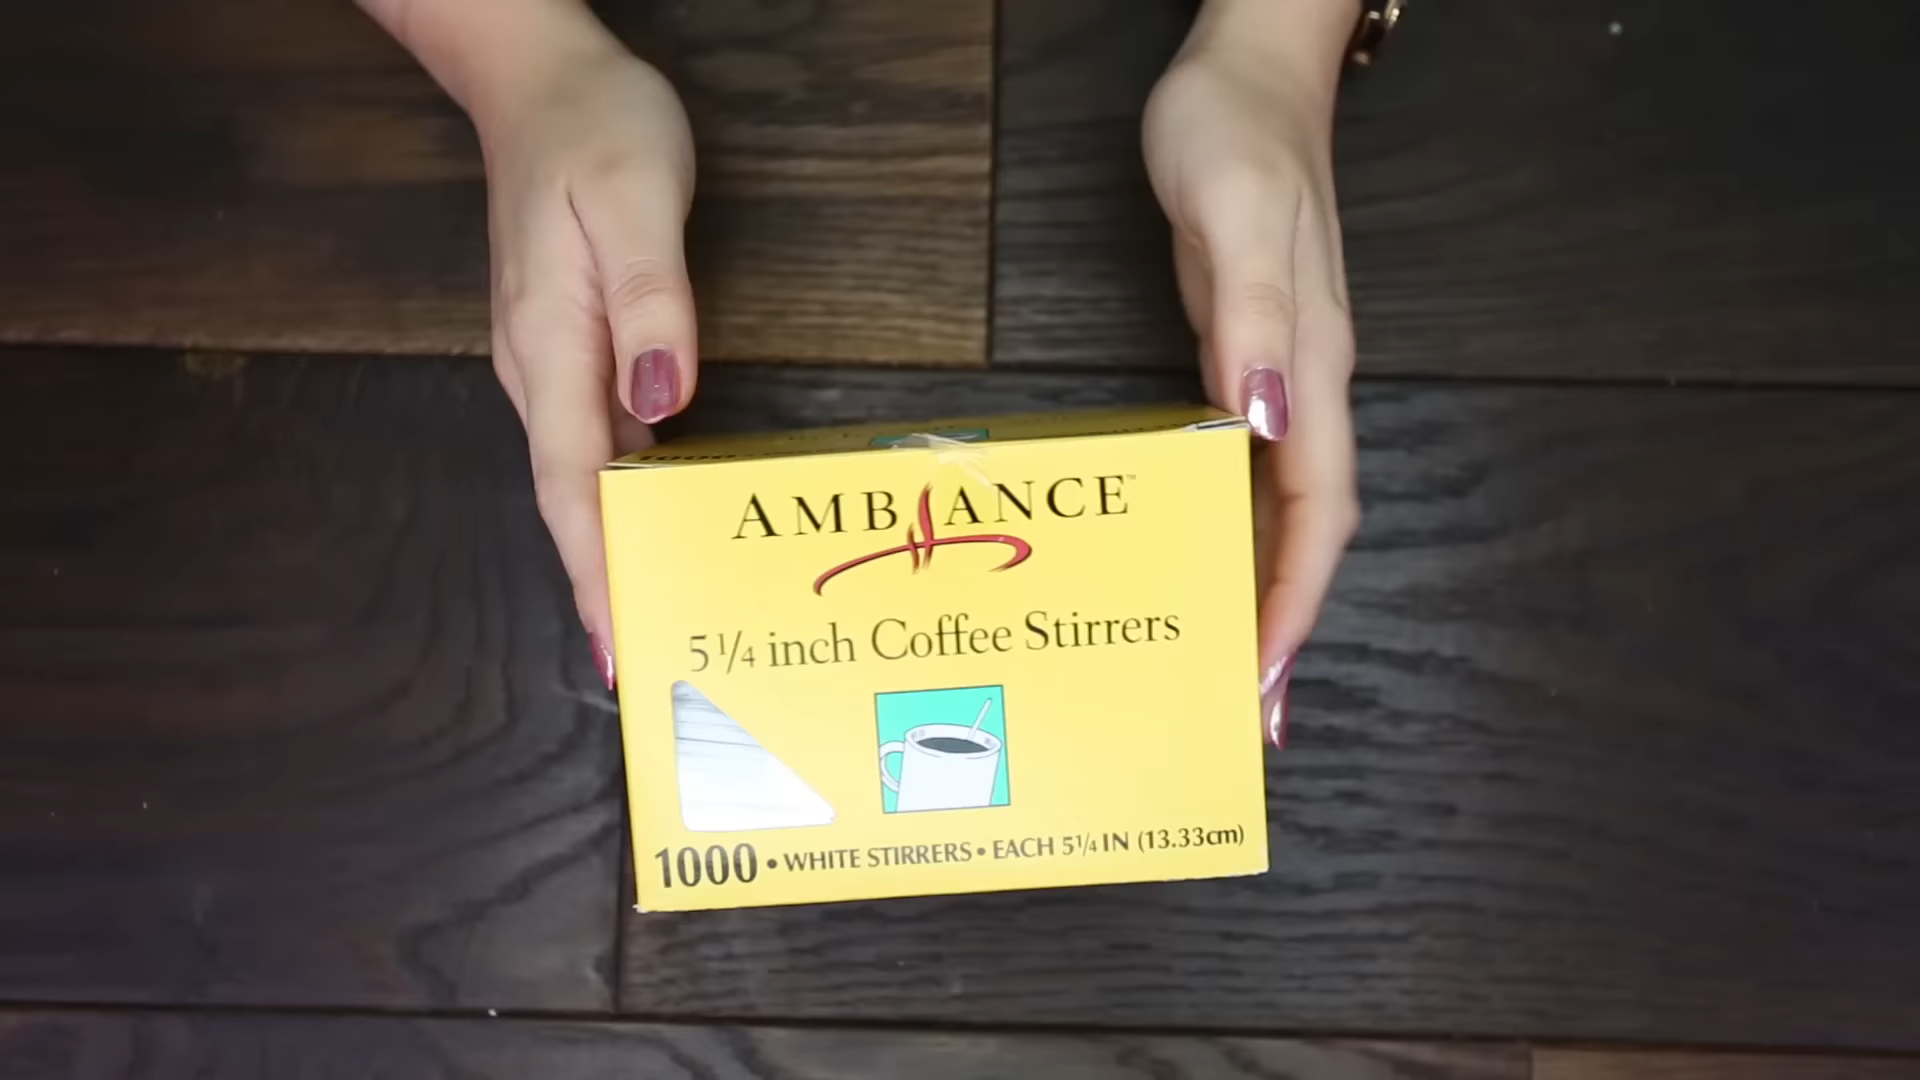 AMBIANCE™
5 1/4 inch Coffee Stirrers
1000 • WHITE STIRRERS • EACH 5 1/4 IN (13.33cm)